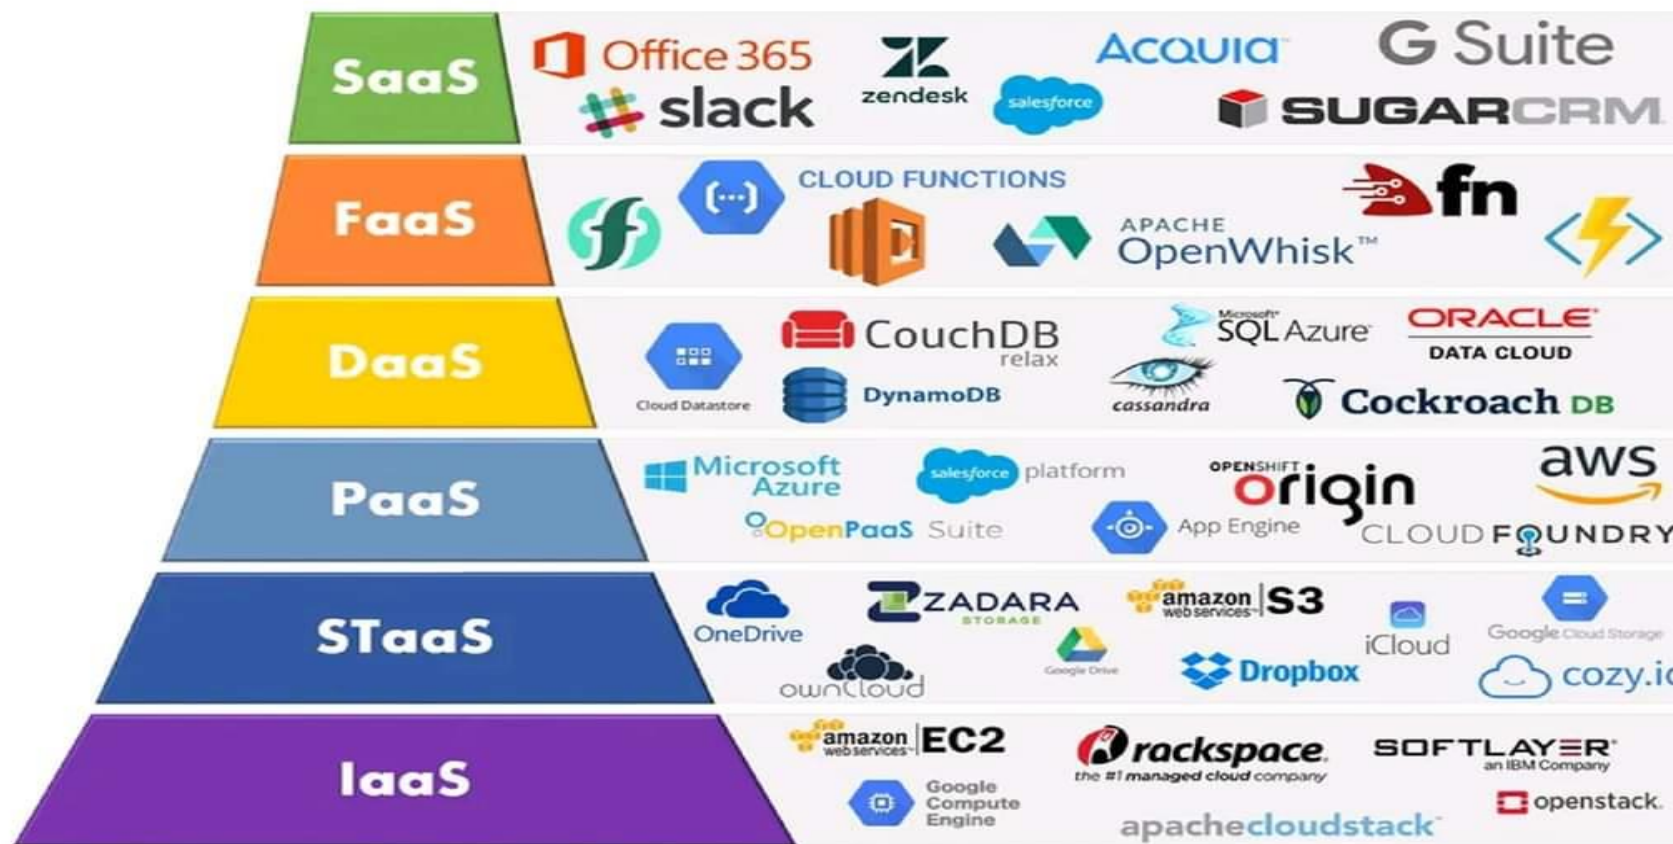 SaaS
Office 365
zendesk
Acquia
G Suite
slack
salesforce
SUGARCRM
FaaS
CLOUD FUNCTIONS
fn
APACHE
OpenWhisk™
DaaS
Cloud Datastore
CouchDB
relax
DynamoDB
Microsoft®
SQL Azure
cassandra
ORACLE
DATA CLOUD
Cockroach DB
PaaS
Microsoft
Azure
salesforce platform
OPENSHIFT
origin
aws
OpenPaaS Suite
App Engine
CLOUD FOUNDRY
STaaS
OneDrive
ZADARA
STORAGE
amazon
web services™
S3
iCloud
Google Cloud Storage
ownCloud
Google Drive
Dropbox
cozy.io
IaaS
amazon
web services™
EC2
rackspace.
the #1 managed cloud company
SOFTLAYER®
an IBM Company
Google
Compute
Engine
apachecloudstack™
openstack.